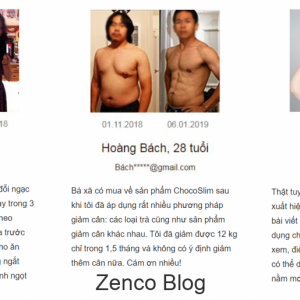 18
01.11.2018 06.01.2019
Hoàng Bách, 28 tuổi
Bách*****@gmail.com
đỗi ngạc
y trong 3
heo
a trước
ho ăn
g ngắt
nh ngọt
Bà xã có mua về sản phẩm ChocoSlim sau
khi tôi đã áp dụng rất nhiều phương pháp
giảm cân: các loại trà cũng như sản phẩm
giảm cân khác nhau. Tôi đã giảm được 12 kg
chỉ trong 1,5 tháng và không có ý định giảm
thêm cân nữa. Cám ơn nhiều!
Thật tuy
xuất hiệ
bài viết
dụng ch
xem, điề
có thể d
nằm mơ
Zenco Blog